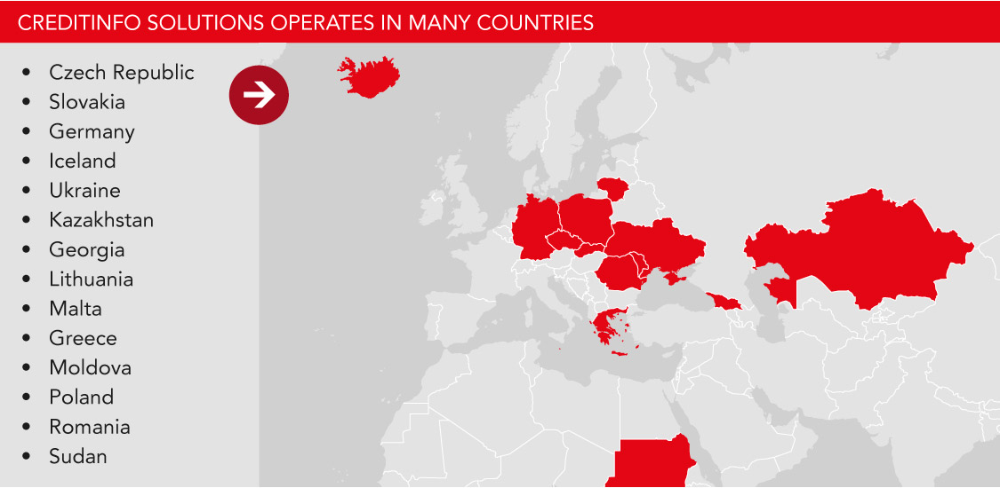 CREDITINFO SOLUTIONS OPERATES IN MANY COUNTRIES
• Czech Republic
• Slovakia
• Germany
• Iceland
• Ukraine
• Kazakhstan
• Georgia
• Lithuania
• Malta
• Greece
• Moldova
• Poland
• Romania
• Sudan